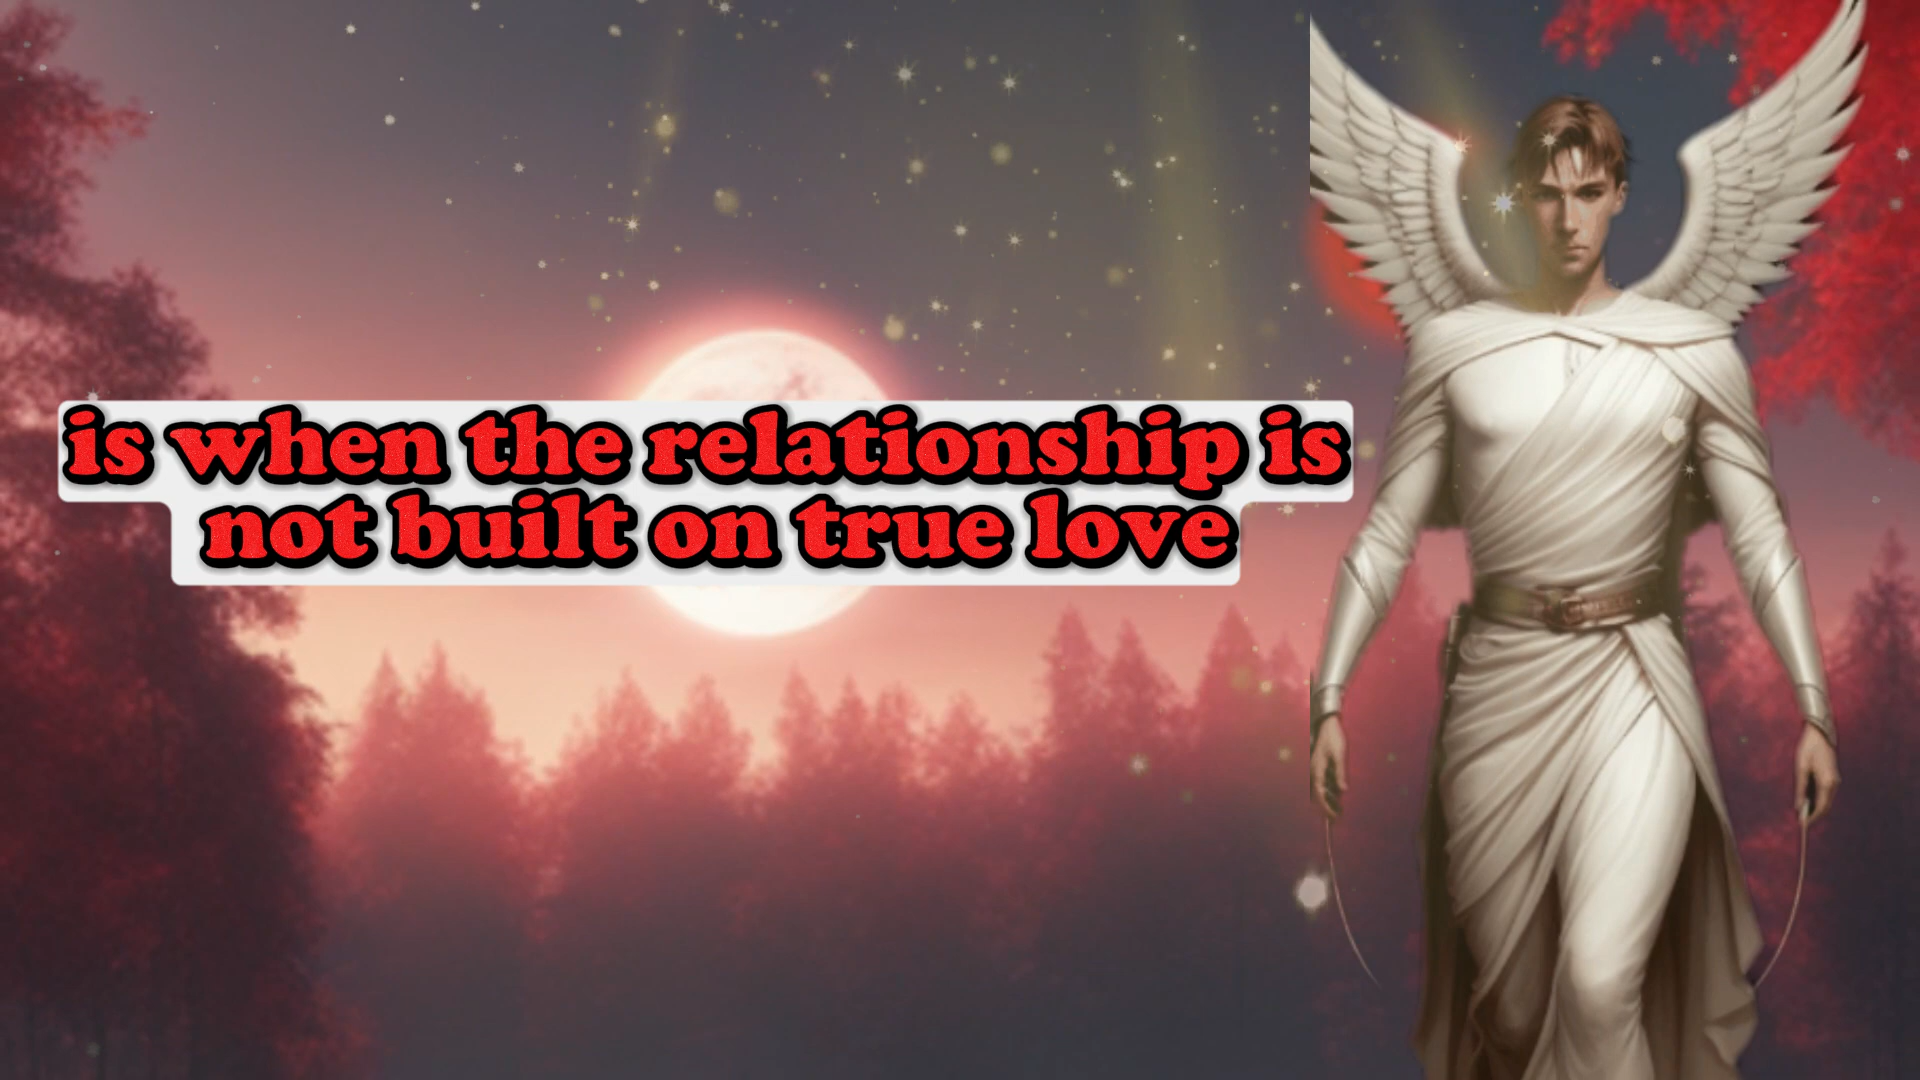 is when the relationship is
not built on true love